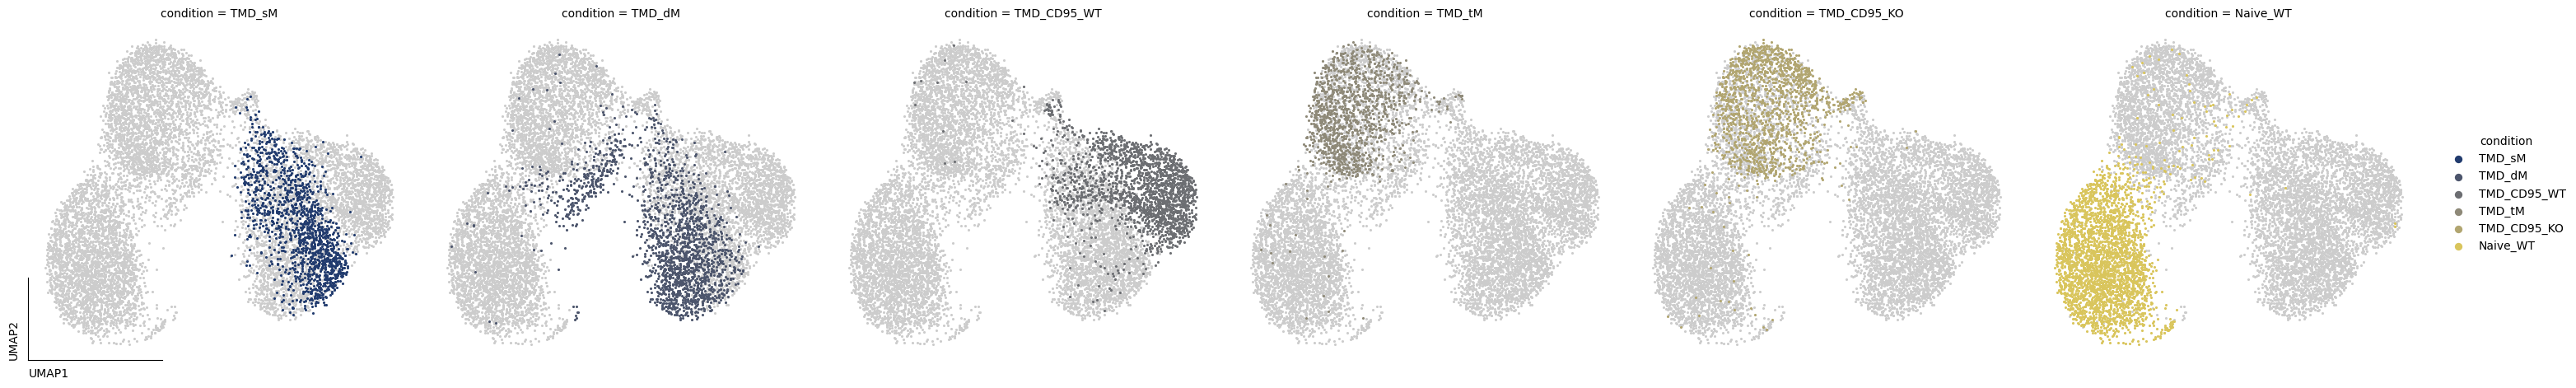 condition = TMD_sM
condition = TMD_dM
condition = TMD_CD95_WT
condition = TMD_tM
condition = TMD_CD95_KO
condition = Naive_WT
condition
TMD_sM
TMD_dM
TMD_CD95_WT
TMD_tM
TMD_CD95_KO
Naive_WT
UMAP2
UMAP1